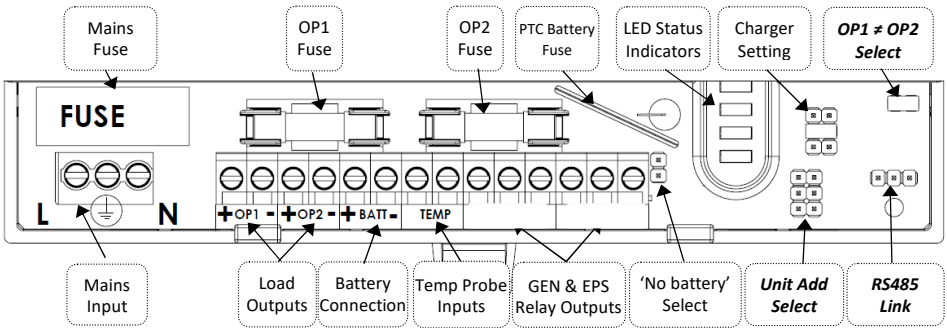 Mains
Fuse
OP1
Fuse
OP2
Fuse
PTC Battery
Fuse
LED Status
Indicators
Charger
Setting
OP1 ≠ OP2
Select
FUSE
L
N
+ OP1 -
+ OP2 -
+ BATT -
TEMP
Mains
Input
Load
Outputs
Battery
Connection
Temp Probe
Inputs
GEN & EPS
Relay Outputs
'No battery'
Select
Unit Add
Select
RS485
Link